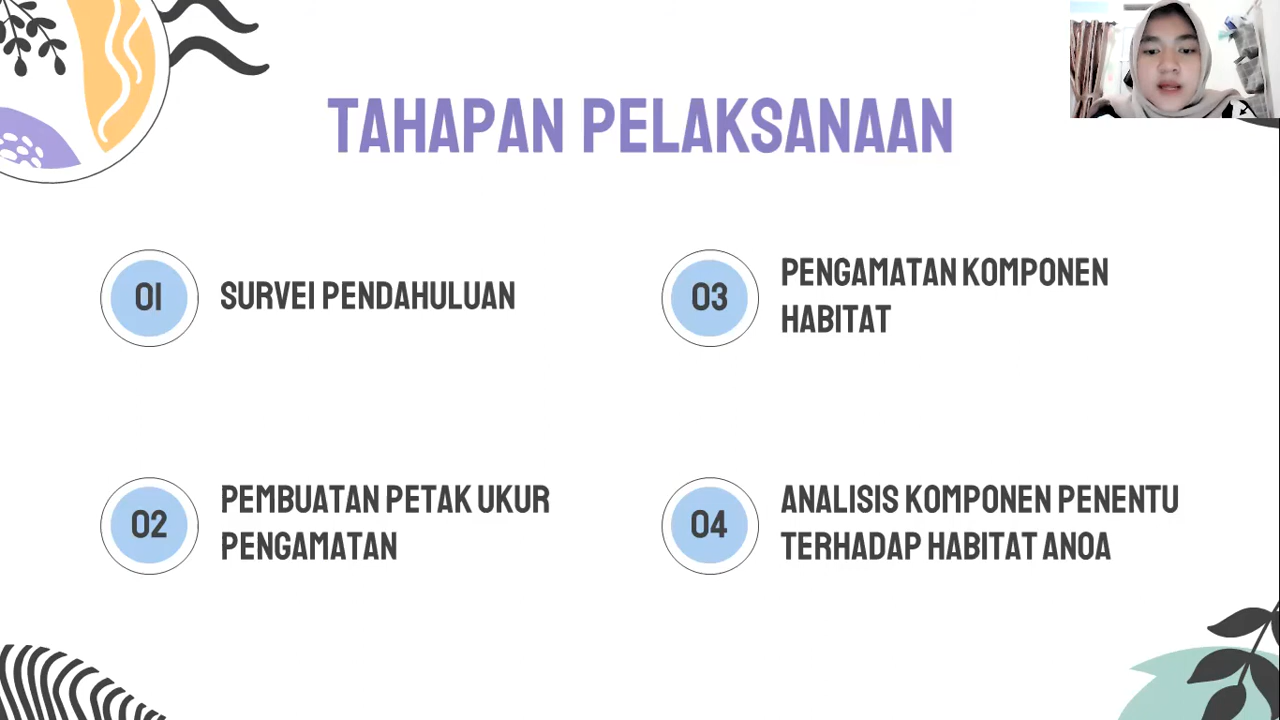 TAHAPAN PELAKSANAAN
01
SURVEI PENDAHULUAN
02
PEMBUATAN PETAK UKUR
PENGAMATAN
03
PENGAMATAN KOMPONEN
HABITAT
04
ANALISIS KOMPONEN PENENTU
TERHADAP HABITAT ANOA